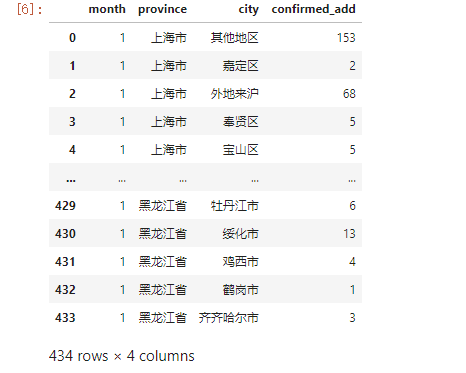 [6]: month province city confirmed_add
0 1 上海市 其他地区 153
1 1 上海市 嘉定区 2
2 1 上海市 外地来沪 68
3 1 上海市 奉贤区 5
4 1 上海市 宝山区 5
... ... ... ... ...
429 1 黑龙江省 牡丹江市 6
430 1 黑龙江省 绥化市 13
431 1 黑龙江省 鸡西市 4
432 1 黑龙江省 鹤岗市 1
433 1 黑龙江省 齐齐哈尔市 3
434 rows × 4 columns